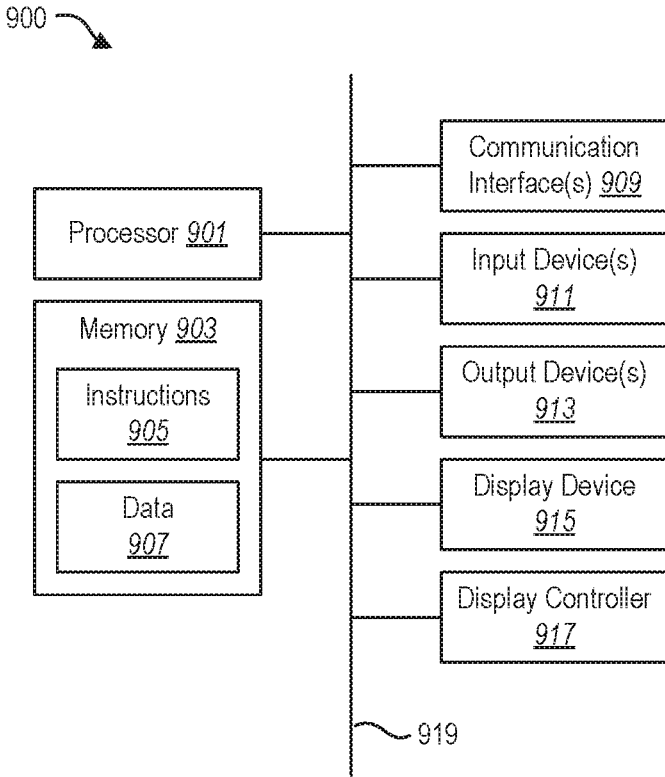 900
Processor 901
Memory 903
Instructions
905
Data
907
Communication
Interface(s) 909
Input Device(s)
911
Output Device(s)
913
Display Device
915
Display Controller
917
919